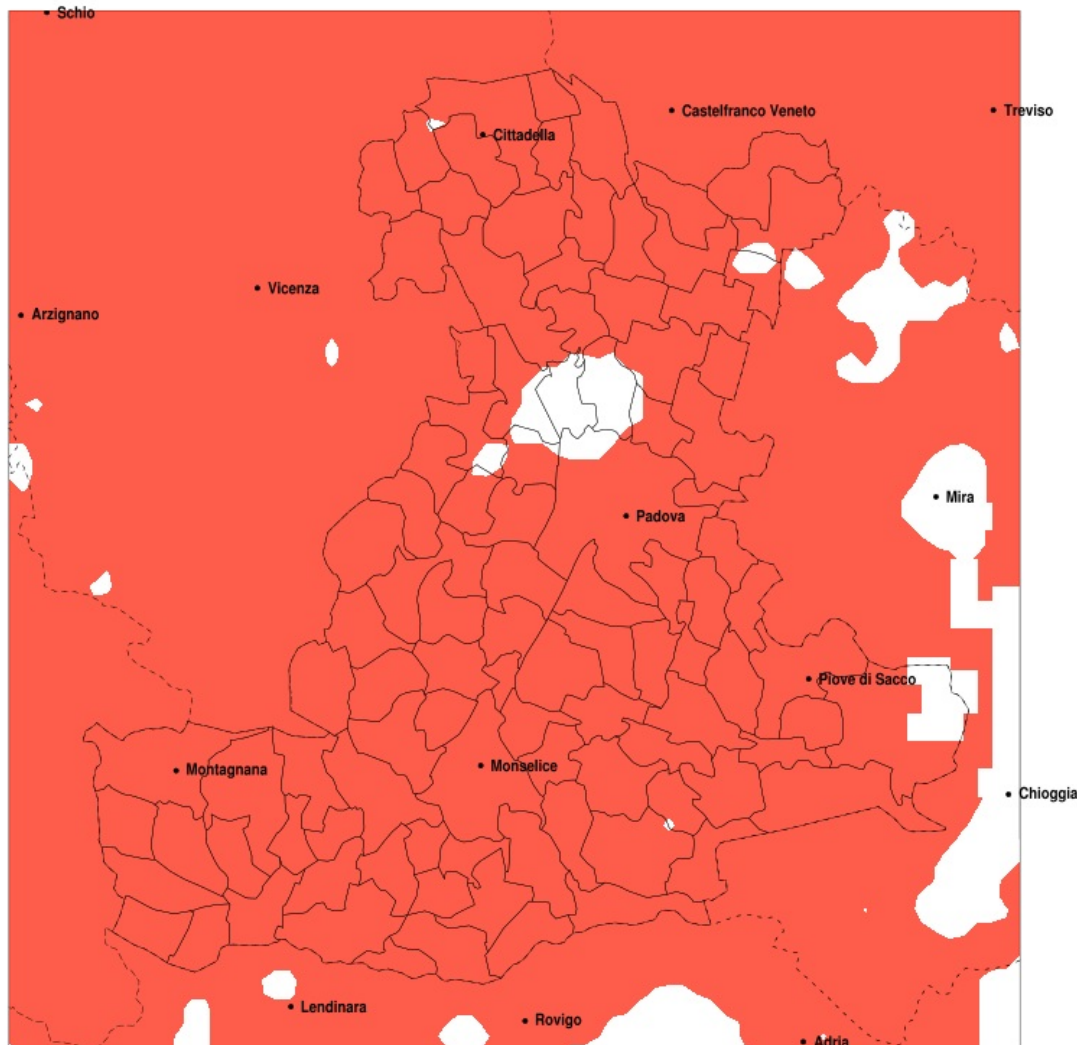 Schio
Castelfranco Veneto
Treviso
Cittadella
Vicenza
Arzignano
Mira
Padova
Piove di Sacco
Monselice
Montagnana
Chioggia
Lendinara
Rovigo
Adria